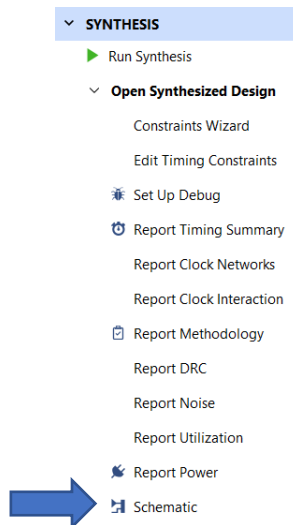 SYNTHESIS
Run Synthesis
Open Synthesized Design
Constraints Wizard
Edit Timing Constraints
Set Up Debug
Report Timing Summary
Report Clock Networks
Report Clock Interaction
Report Methodology
Report DRC
Report Noise
Report Utilization
Report Power
Schematic